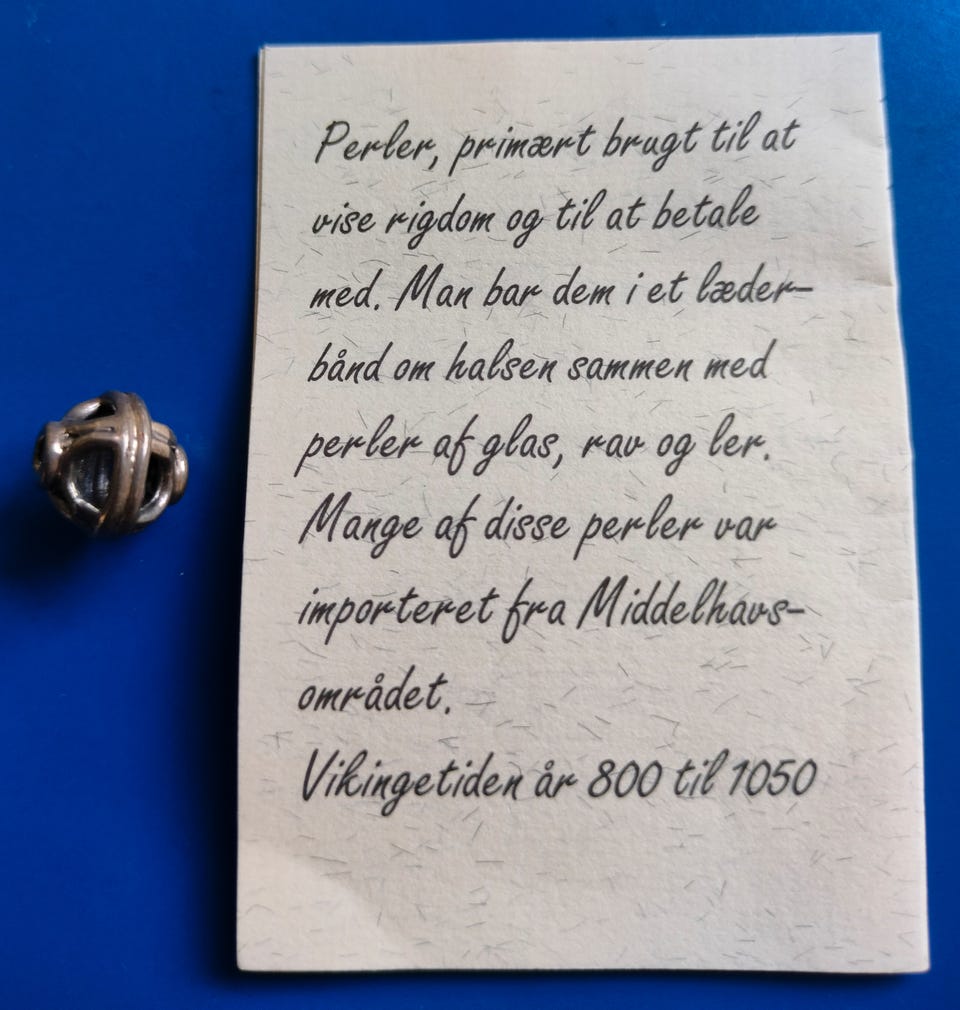 Perler, primært brugt til at
vise rigdom og til at betale
med. Man bar dem i et læder-
bånd om halsen sammen med
perler af glas, rav og ler.
Mange af disse perler var
importeret fra Middelhavs-
området.
Vikingetiden år 800 til 1050